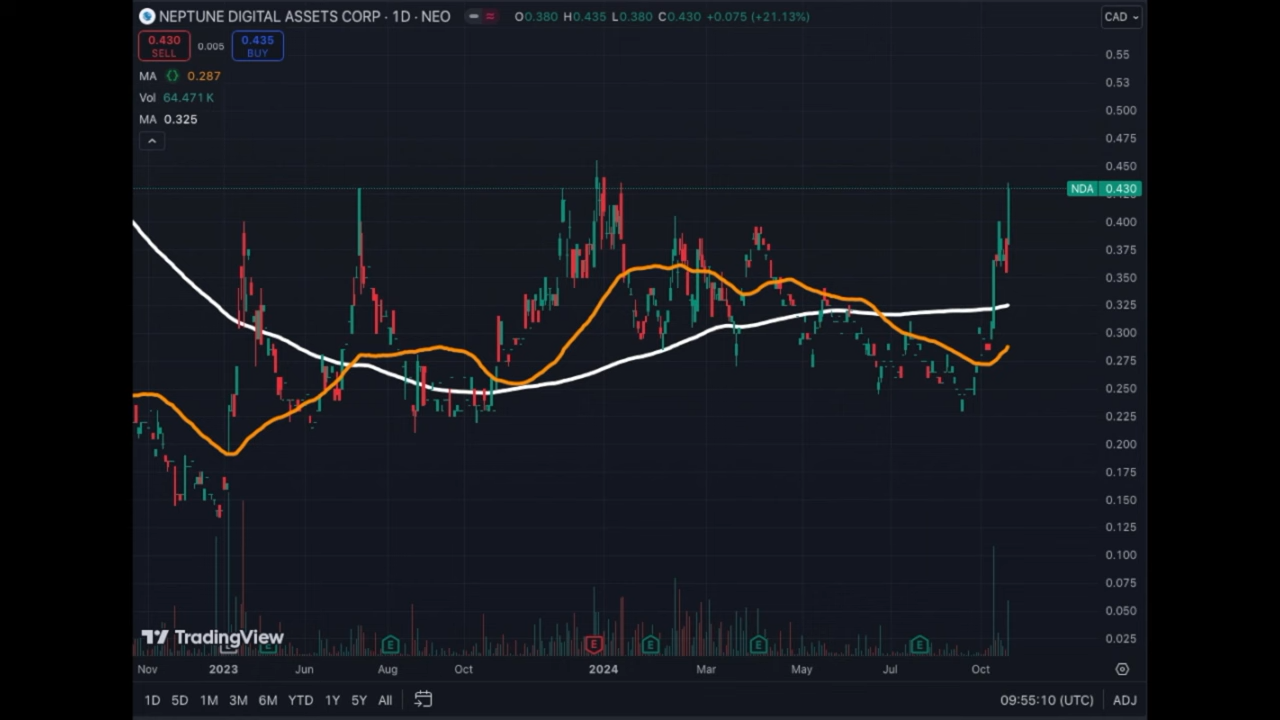 NEPTUNE DIGITAL ASSETS CORP · 1D · NEO O0.380 H0.435 L0.380 C0.430 +0.075 (+21.13%) CAD
0.430 0.005 0.435
SELL BUY
MA 0.287
Vol 64.471 K
MA 0.325
0.55
0.53
0.500
0.475
0.450
NDA 0.430
0.400
0.375
0.350
0.325
0.300
0.275
0.250
0.225
0.200
0.175
0.150
0.125
0.100
0.075
0.050
0.025
TradingView
E E E E E E
Nov 2023 Jun Aug Oct 2024 Mar May Jul Oct
1D 5D 1M 3M 6M YTD 1Y 5Y All 09:55:10 (UTC) ADJ